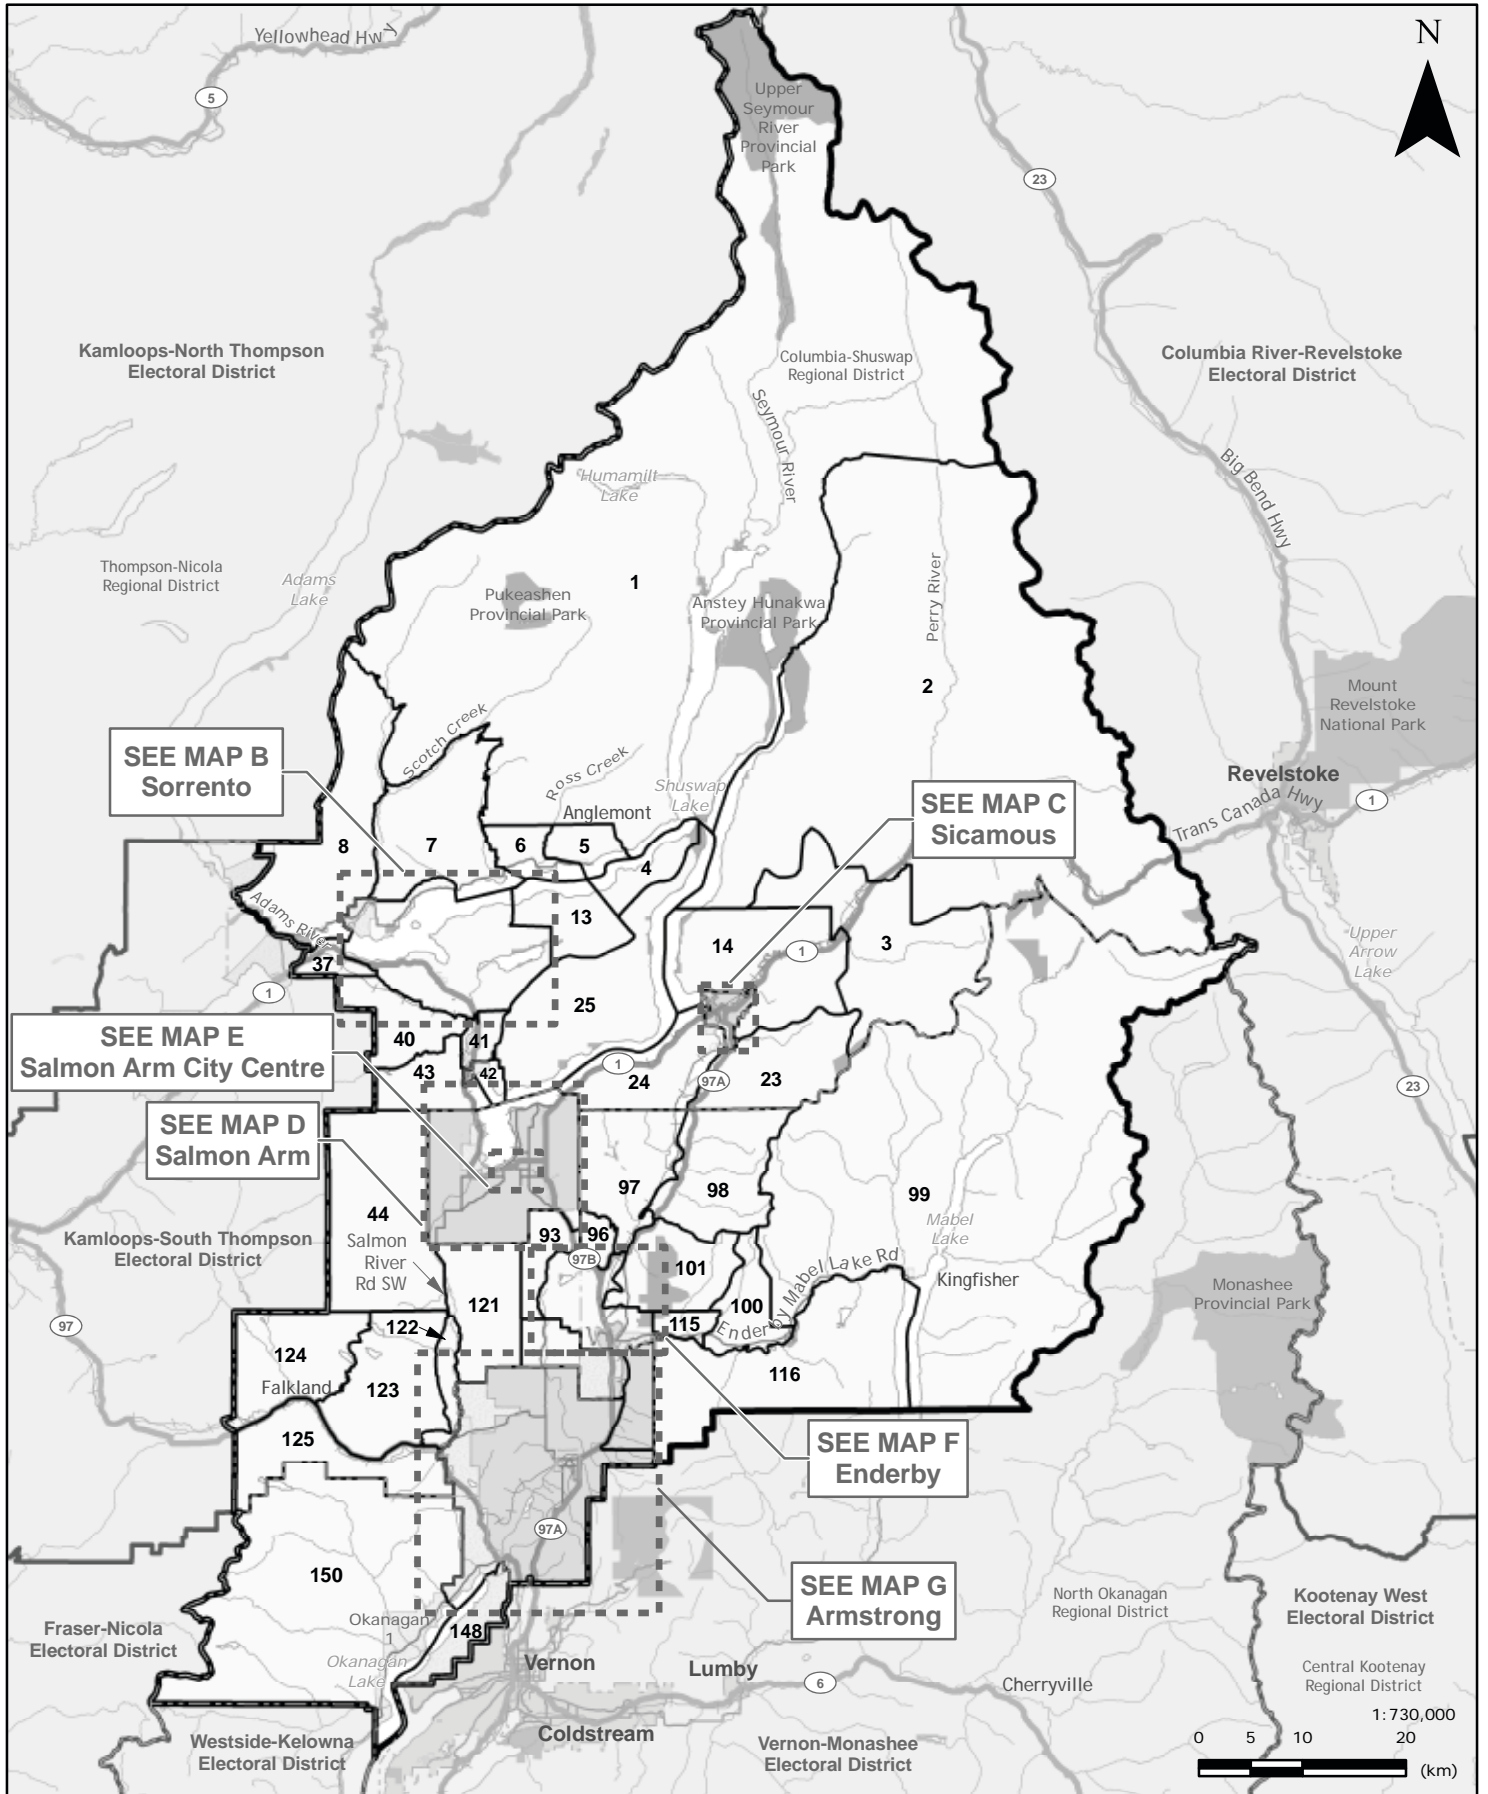 Yellowhead Hwy
N
5
Upper
Seymour
River
Provincial
Park
23
Kamloops-North Thompson
Electoral District
Columbia-Shuswap
Regional District
Columbia River-Revelstoke
Electoral District
Seymour River
Big Bend Hwy
Humamilt
Lake
Thompson-Nicola
Regional District
Adams
Lake
1
Pukeashen
Provincial Park
Anstey Hunakwa
Provincial Park
Perry River
2
Mount
Revelstoke
National Park
Scotch Creek
SEE MAP B
Sorrento
Ross Creek
Shuswap
Lake
Anglemont
SEE MAP C
Sicamous
Revelstoke
Trans Canada Hwy
1
8
7
6
5
4
Adams River
13
14
1
3
Upper
Arrow
Lake
37
1
25
SEE MAP E
Salmon Arm City Centre
40
41
43
42
1
24
97A
23
23
SEE MAP D
Salmon Arm
97
98
99
44
Salmon
River
Rd SW
Kamloops-South Thompson
Electoral District
93
96
97B
Mabel
Lake
101
Enderby Mabel Lake Rd
Kingfisher
Monashee
Provincial Park
97
121
100
115
122
124
Falkland
123
116
125
SEE MAP F
Enderby
97A
150
SEE MAP G
Armstrong
North Okanagan
Regional District
Kootenay West
Electoral District
Fraser-Nicola
Electoral District
Okanagan
1
148
Okanagan
Lake
Vernon
Lumby
6
Cherryville
Central Kootenay
Regional District
Coldstream
Westside-Kelowna
Electoral District
Vernon-Monashee
Electoral District
1:730,000
0 5 10 20
(km)